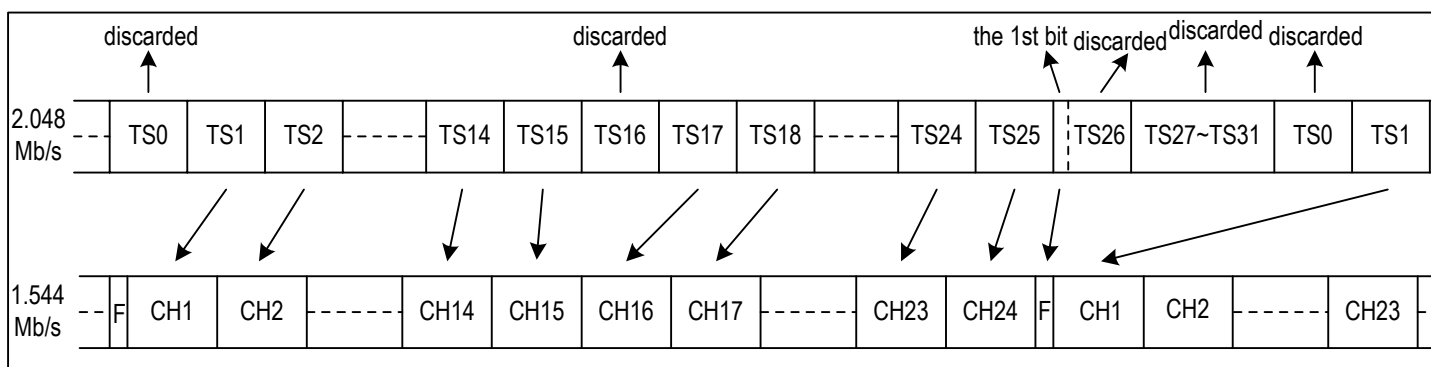 discarded discarded the 1st bit discarded discarded discarded
2.048 Mb/s TS0 TS1 TS2 TS14 TS15 TS16 TS17 TS18 TS24 TS25 TS26 TS27~TS31 TS0 TS1
1.544 Mb/s F CH1 CH2 CH14 CH15 CH16 CH17 CH23 CH24 F CH1 CH2 CH23